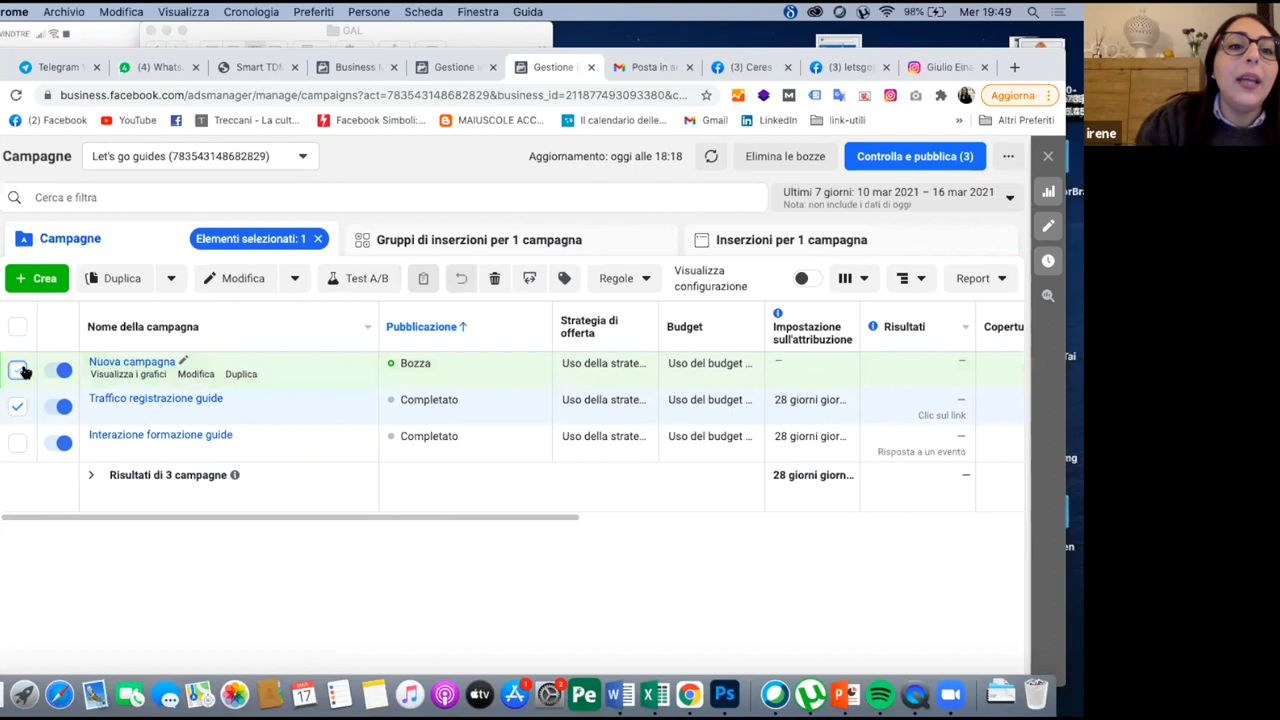 rome Archivio Modifica Visualizza Cronologia Preferiti Persone Scheda Finestra Guida 98% Mer 19:49
WINDTRE
GAL
Telegram (4) Whats. Smart TDM Business Gestione Gestione Posta in a (3) Ceres (3) letsgo Giulio Eina
business.facebook.com/adsmanager/manage/campaigns?act=783543148682829&business_id=211877493093380&c... Aggiorna
(2) Facebook YouTube Treccani - La cult... Facebook:Simboli:... MAIUSCOLE ACC... Il calendario delle... Gmail LinkedIn link-utili » Altri Preferiti
irene
Campagne Let's go guides (783543148682829) Aggiornamento: oggi alle 18:18 Elimina le bozze Controlla e pubblica (3)
Cerca e filtra
Ultimi 7 giorni: 10 mar 2021 – 16 mar 2021
Nota: non include i dati di oggi
Campagne Elementi selezionati: 1 Gruppi di inserzioni per 1 campagna Inserzioni per 1 campagna
+ Crea Duplica Modifica Test A/B Regole Visualizza configurazione Report
Nome della campagna Pubblicazione↑ Strategia di offerta Budget Impostazione sull'attribuzione Risultati Copertu
Nuova campagna Bozza Uso della strate... Uso del budget ... — —
Visualizza i grafici Modifica Duplica
Traffico registrazione guide Completato Uso della strate... Uso del budget ... 28 giorni gior... —
Clic sul link
Interazione formazione guide Completato Uso della strate... Uso del budget ... 28 giorni gior... —
Risposta a un evento
Risultati di 3 campagne 28 giorni giorn... —